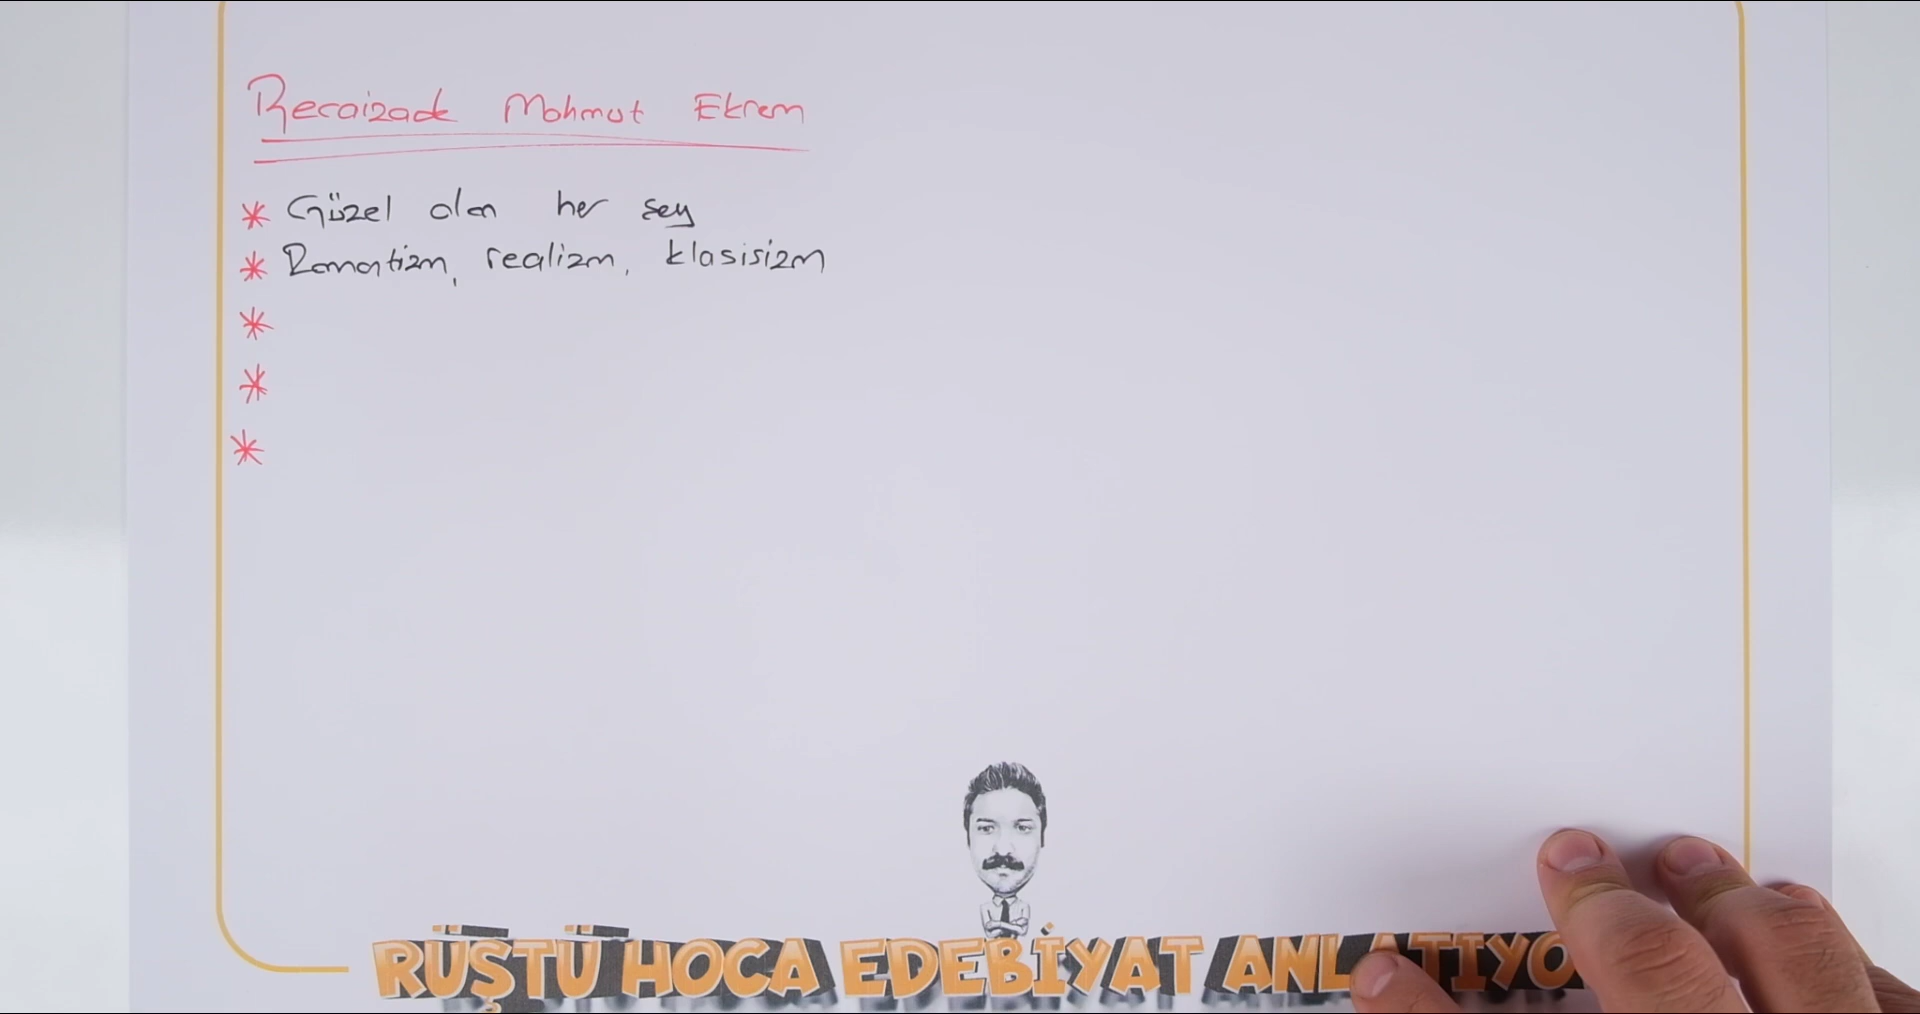 Recaizade Mahmut Ekrem
* Güzel olan her şey
* Romantizm, realizm, klasisizm
*
*
*
RÜŞTÜ HOCA EDEBİYAT ANLATIYO